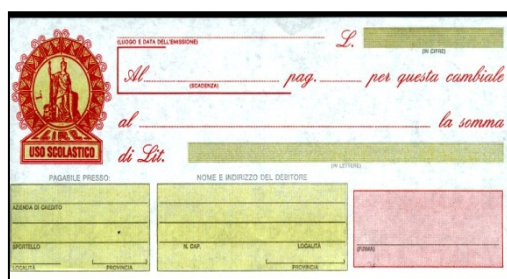 (LUOGO E DATA DELL'EMISSIONE)
L.
(IN CIFRE)
Al pag. per questa cambiale
(SCADENZA)
al la somma
LIRE
USO SCOLASTICO
di Lit.
(IN LETTERE)
PAGABILE PRESSO:
NOME E INDIRIZZO DEL DEBITORE
AZIENDA DI CREDITO
SPORTELLO
N. CAP.
LOCALITÀ
(FIRMA)
LOCALITÀ
PROVINCIA
PROVINCIA